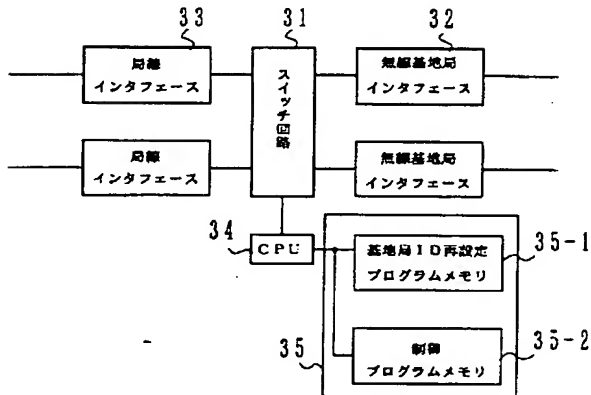 33
31
32
局線
インタフェース
スイッチ回路
無線基地局
インタフェース
局線
インタフェース
無線基地局
インタフェース
34
CPU
基地局ID再設定
プログラムメモリ
35-1
35
制御
プログラムメモリ
35-2